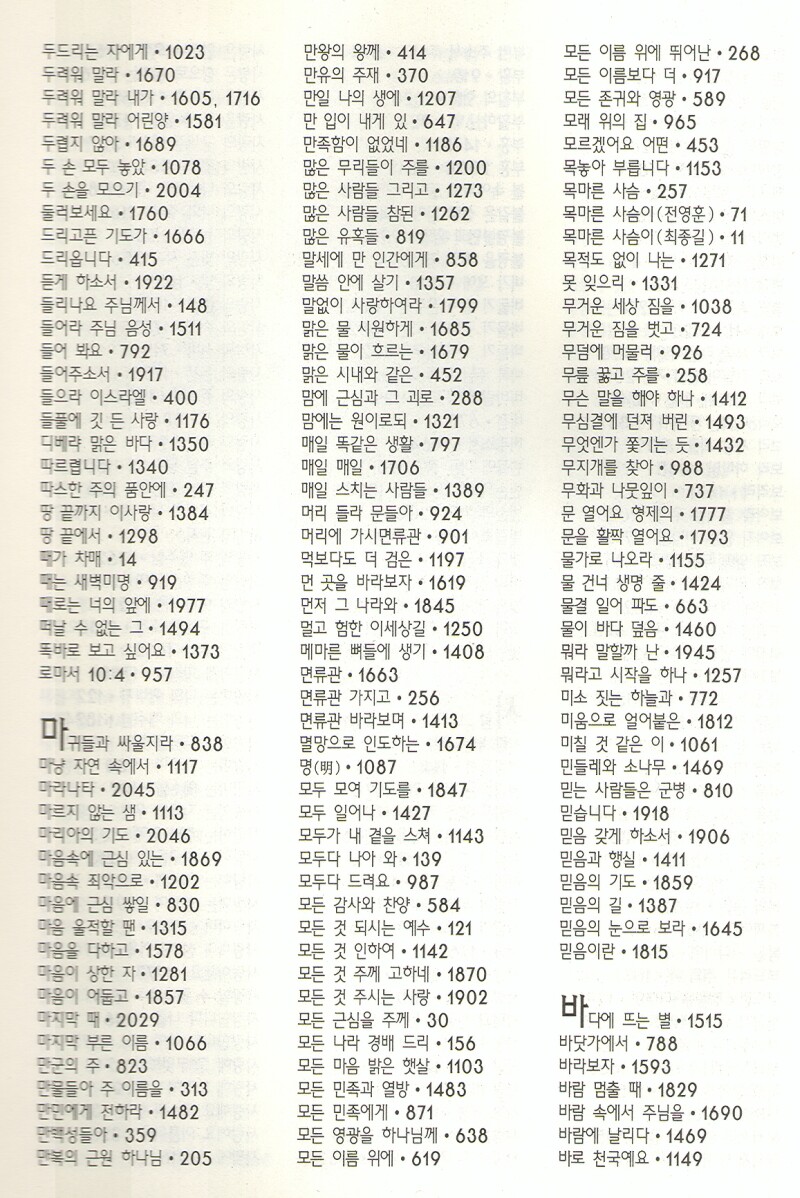 두드리는 자에게 • 1023
두려워 말라 • 1670
두려워 말라 내가 • 1605, 1716
두려워 말라 어린양 • 1581
두렵지 않아 • 1689
두 손 모두 놓았 • 1078
두 손을 모으기 • 2004
둘러보세요 • 1760
드리고픈 기도가 • 1666
드리옵니다 • 415
듣게 하소서 • 1922
들리나요 주님께서 • 148
들어라 주님 음성 • 1511
들어 봐요 • 792
들어주소서 • 1917
들으라 이스라엘 • 400
들풀에 깃 든 사랑 • 1176
디베랴 맑은 바다 • 1350
따르렵니다 • 1340
따스한 주의 품안에 • 247
땅 끝까지 이사랑 • 1384
땅 끝에서 • 1298
때가 차매 • 14
때는 새벽미명 • 919
때로는 너의 앞에 • 1977
떠날 수 없는 그 • 1494
똑바로 보고 싶어요 • 1373
로마서 10:4 • 957
마귀들과 싸울지라 • 838
마냥 자연 속에서 • 1117
마라나타 • 2045
마르지 않는 샘 • 1113
마리아의 기도 • 2046
마음속에 근심 있는 • 1869
마음속 죄악으로 • 1202
마음에 근심 쌓일 • 830
마음 울적할 땐 • 1315
마음을 다하고 • 1578
마음이 상한 자 • 1281
마음이 어둡고 • 1857
마지막 때 • 2029
마지막 부른 이름 • 1066
만군의 주 • 823
만물들아 주 이름을 • 313
만민에게 전하라 • 1482
만백성들아 • 359
만복의 근원 하나님 • 205
만왕의 왕께 • 414
만유의 주재 • 370
만일 나의 생에 • 1207
만 입이 내게 있 • 647
만족함이 없었네 • 1186
많은 무리들이 주를 • 1200
많은 사람들 그리고 • 1273
많은 사람들 참된 • 1262
많은 유혹들 • 819
말세에 만 인간에게 • 858
말씀 안에 살기 • 1357
말없이 사랑하여라 • 1799
맑은 물 시원하게 • 1685
맑은 물이 흐르는 • 1679
맑은 시내와 같은 • 452
맘에 근심과 그 괴로 • 288
맘에는 원이로되 • 1321
매일 똑같은 생활 • 797
매일 매일 • 1706
매일 스치는 사람들 • 1389
머리 들라 문들아 • 924
머리에 가시면류관 • 901
먹보다도 더 검은 • 1197
먼 곳을 바라보자 • 1619
먼저 그 나라와 • 1845
멀고 험한 이세상길 • 1250
메마른 뼈들에 생기 • 1408
면류관 • 1663
면류관 가지고 • 256
면류관 바라보며 • 1413
멸망으로 인도하는 • 1674
명(明) • 1087
모두 모여 기도를 • 1847
모두 일어나 • 1427
모두가 내 곁을 스쳐 • 1143
모두다 나아 와 • 139
모두다 드려요 • 987
모든 감사와 찬양 • 584
모든 것 되시는 예수 • 121
모든 것 인하여 • 1142
모든 것 주께 고하네 • 1870
모든 것 주시는 사랑 • 1902
모든 근심을 주께 • 30
모든 나라 경배 드리 • 156
모든 마음 밝은 햇살 • 1103
모든 민족과 열방 • 1483
모든 민족에게 • 871
모든 영광을 하나님께 • 638
모든 이름 위에 • 619
모든 이름 위에 뛰어난 • 268
모든 이름보다 더 • 917
모든 존귀와 영광 • 589
모래 위의 집 • 965
모르겠어요 어떤 • 453
목놓아 부릅니다 • 1153
목마른 사슴 • 257
목마른 사슴이(전영훈) • 71
목마른 사슴이(최종길) • 11
목적도 없이 나는 • 1271
못 잊으리 • 1331
무거운 세상 짐을 • 1038
무거운 짐을 벗고 • 724
무덤에 머물러 • 926
무릎 꿇고 주를 • 258
무슨 말을 해야 하나 • 1412
무심결에 던져 버린 • 1493
무엇엔가 쫓기는 듯 • 1432
무지개를 찾아 • 988
무화과 나뭇잎이 • 737
문 열어요 형제의 • 1777
문을 활짝 열어요 • 1793
물가로 나오라 • 1155
물 건너 생명 줄 • 1424
물결 일어 파도 • 663
물이 바다 덮음 • 1460
뭐라 말할까 난 • 1945
뭐라고 시작을 하나 • 1257
미소 짓는 하늘과 • 772
미움으로 얼어붙은 • 1812
미칠 것 같은 이 • 1061
민들레와 소나무 • 1469
믿는 사람들은 군병 • 810
믿습니다 • 1918
믿음 갖게 하소서 • 1906
믿음과 행실 • 1411
믿음의 기도 • 1859
믿음의 길 • 1387
믿음의 눈으로 보라 • 1645
믿음이란 • 1815
바다에 뜨는 별 • 1515
바닷가에서 • 788
바라보자 • 1593
바람 멈출 때 • 1829
바람 속에서 주님을 • 1690
바람에 날리다 • 1469
바로 천국예요 • 1149